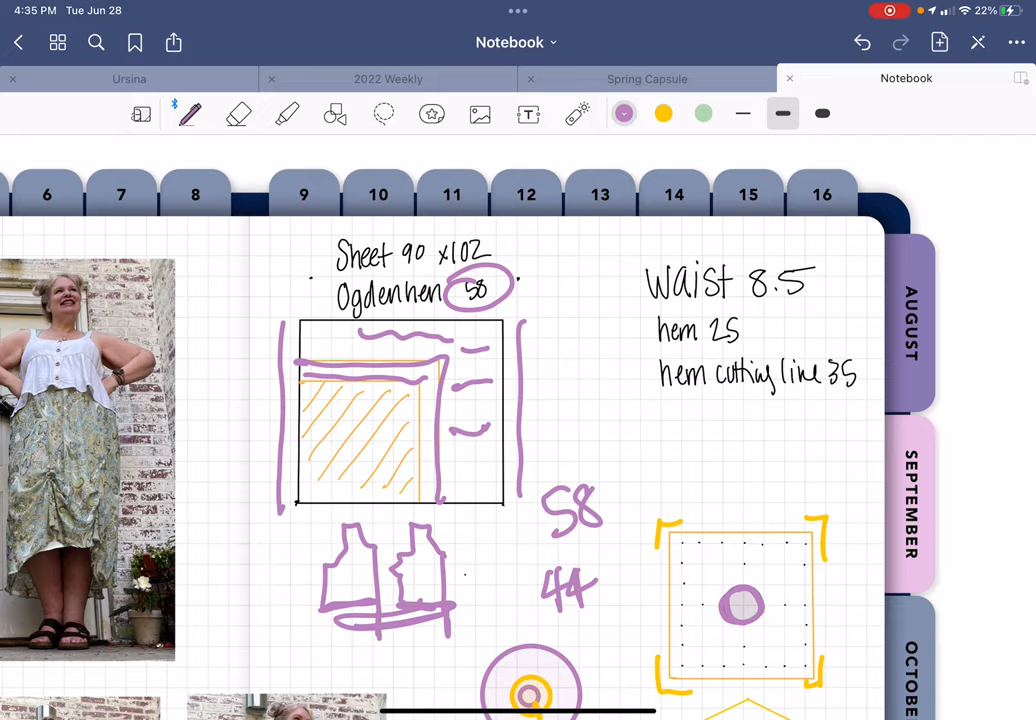 4:35 PM Tue Jun 28
22%
Notebook
Ursina
2022 Weekly
Spring Capsule
Notebook
T
6 7 8 9 10 11 12 13 14 15 16
Sheet 90 x102
Ogdenhen 58
waist 8.5
hem 25
hem cutting line 35
58
44
AUGUST
SEPTEMBER
OCTOBE